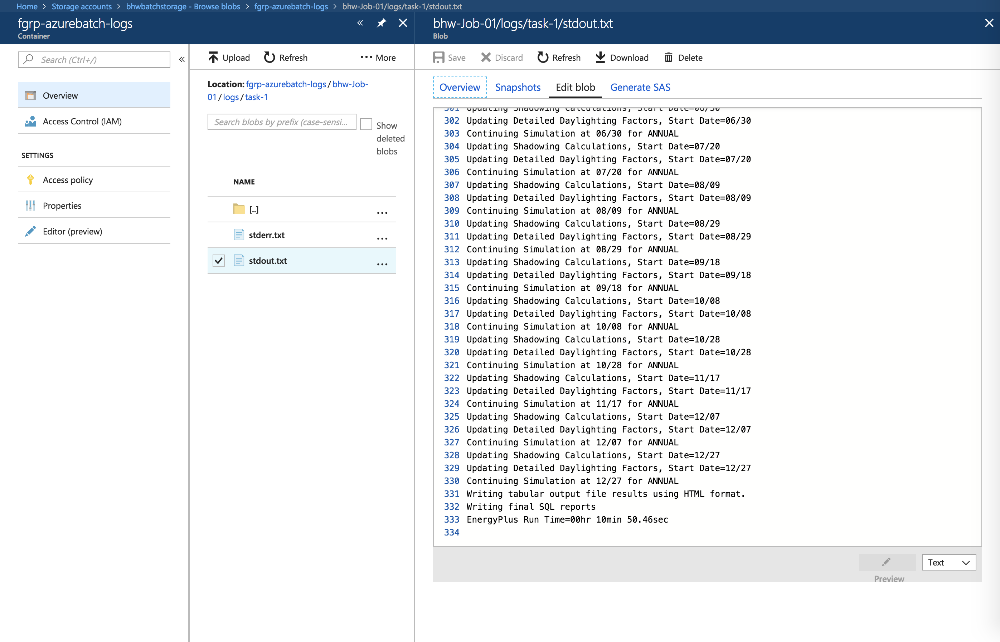 Home > Storage accounts > bhwbatchstorage - Browse blobs > fgrp-azurebatch-logs > bhw-Job-01/logs/task-1/stdout.txt
fgrp-azurebatch-logs
Container
Search (Ctrl+/)
Overview
Access Control (IAM)
SETTINGS
Access policy
Properties
Editor (preview)
Upload Refresh ... More
Location: fgrp-azurebatch-logs / bhw-Job-
01 / logs / task-1
Search blobs by prefix (case-sensi...
Show
deleted
blobs
NAME
[..] ...
stderr.txt ...
stdout.txt ...
bhw-Job-01/logs/task-1/stdout.txt
Blob
Save Discard Refresh Download Delete
Overview Snapshots Edit blob Generate SAS
301 Updating Shadowing Calculations, Start Date=06/30
302 Updating Detailed Daylighting Factors, Start Date=06/30
303 Continuing Simulation at 06/30 for ANNUAL
304 Updating Shadowing Calculations, Start Date=07/20
305 Updating Detailed Daylighting Factors, Start Date=07/20
306 Continuing Simulation at 07/20 for ANNUAL
307 Updating Shadowing Calculations, Start Date=08/09
308 Updating Detailed Daylighting Factors, Start Date=08/09
309 Continuing Simulation at 08/09 for ANNUAL
310 Updating Shadowing Calculations, Start Date=08/29
311 Updating Detailed Daylighting Factors, Start Date=08/29
312 Continuing Simulation at 08/29 for ANNUAL
313 Updating Shadowing Calculations, Start Date=09/18
314 Updating Detailed Daylighting Factors, Start Date=09/18
315 Continuing Simulation at 09/18 for ANNUAL
316 Updating Shadowing Calculations, Start Date=10/08
317 Updating Detailed Daylighting Factors, Start Date=10/08
318 Continuing Simulation at 10/08 for ANNUAL
319 Updating Shadowing Calculations, Start Date=10/28
320 Updating Detailed Daylighting Factors, Start Date=10/28
321 Continuing Simulation at 10/28 for ANNUAL
322 Updating Shadowing Calculations, Start Date=11/17
323 Updating Detailed Daylighting Factors, Start Date=11/17
324 Continuing Simulation at 11/17 for ANNUAL
325 Updating Shadowing Calculations, Start Date=12/07
326 Updating Detailed Daylighting Factors, Start Date=12/07
327 Continuing Simulation at 12/07 for ANNUAL
328 Updating Shadowing Calculations, Start Date=12/27
329 Updating Detailed Daylighting Factors, Start Date=12/27
330 Continuing Simulation at 12/27 for ANNUAL
331 Writing tabular output file results using HTML format.
332 Writing final SQL reports
333 EnergyPlus Run Time=00hr 10min 50.46sec
334
Text
Preview